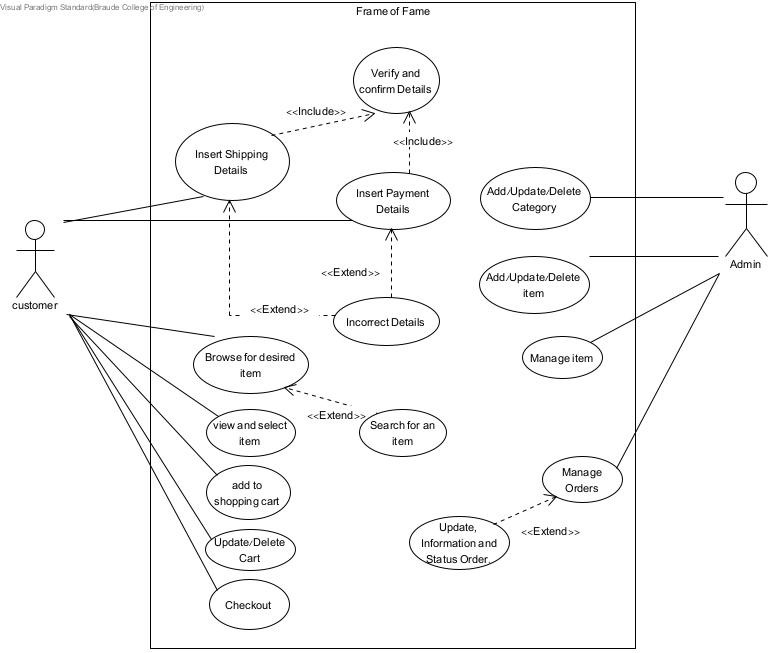 Visual Paradigm Standard(Braude College of Engineering)
Frame of Fame
Verify and
confirm Details
<<Include>>
<<Include>>
Insert Shipping
Details
Insert Payment
Details
Add/Update/Delete
Category
Admin
customer
<<Extend>>
Add/Update/Delete
item
<<Extend>>
Incorrect Details
Browse for desired
item
Manage item
<<Extend>>
view and select
item
Search for an
item
add to
shopping cart
Manage
Orders
Update,
Information and
Status Order.
<<Extend>>
Update/Delete
Cart
Checkout